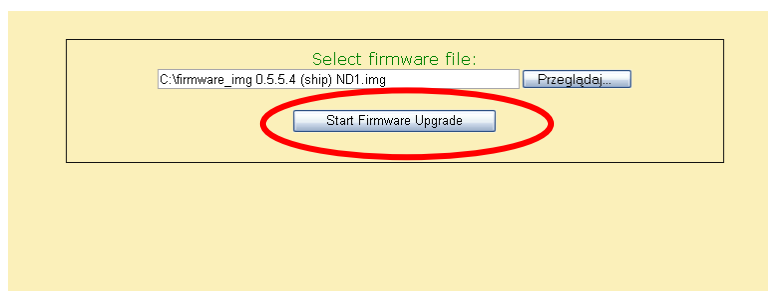 Select firmware file:
C:\firmware_img 0.5.5.4 (ship) ND1.img Przeglądaj...
Start Firmware Upgrade